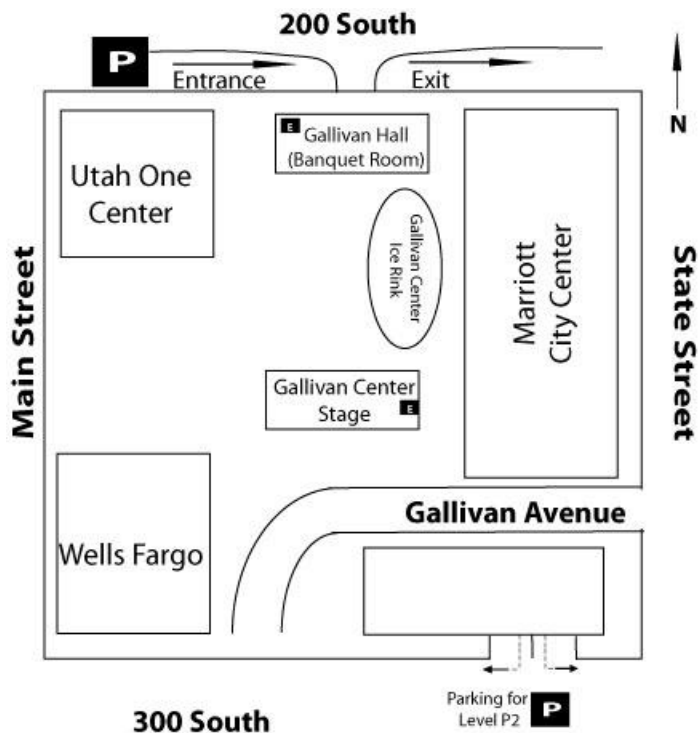 200 South
P
Entrance
Exit
N
E
Gallivan Hall
(Banquet Room)
Utah One
Center
Gallivan Center
Ice Rink
Marriott
City Center
Main Street
State Street
Gallivan Center
Stage
E
Gallivan Avenue
Wells Fargo
Parking for
Level P2
P
300 South